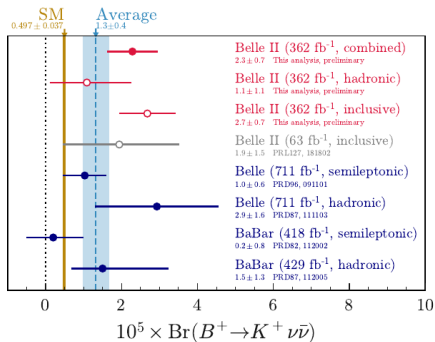 SM Average
0.497 ± 0.037 1.3±0.4
Belle II (362 fb⁻¹, combined)
2.3±0.7 This analysis, preliminary
Belle II (362 fb⁻¹, hadronic)
1.1±1.1 This analysis, preliminary
Belle II (362 fb⁻¹, inclusive)
2.7±0.7 This analysis, preliminary
Belle II (63 fb⁻¹, inclusive)
1.9±1.5 PRL127, 181802
Belle (711 fb⁻¹, semileptonic)
1.0±0.6 PRD96, 091101
Belle (711 fb⁻¹, hadronic)
2.9±1.6 PRD87, 111103
BaBar (418 fb⁻¹, semileptonic)
0.2±0.8 PRD82, 112002
BaBar (429 fb⁻¹, hadronic)
1.5±1.3 PRD87, 112005
0 2 4 6 8 10
10⁵ × Br(B⁺→K⁺νν̄)